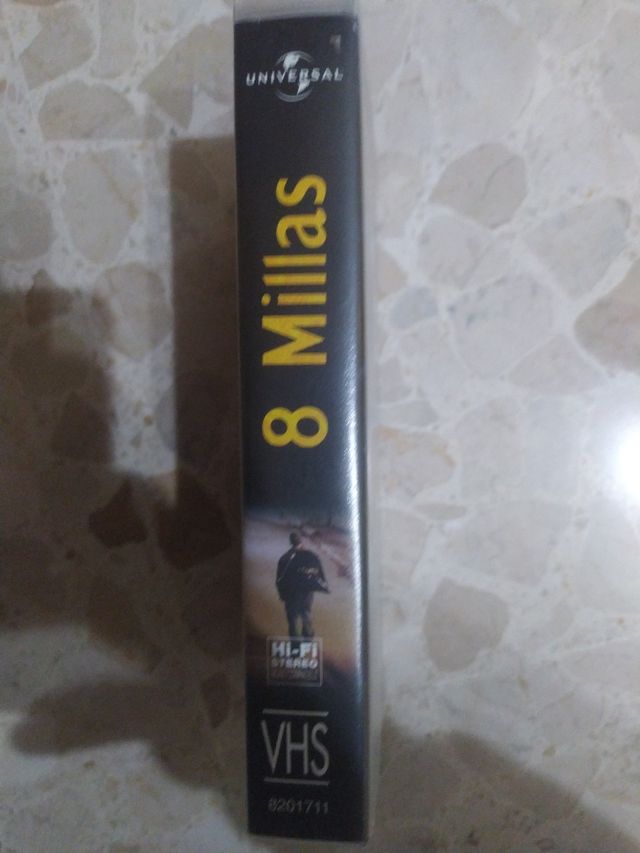 UNIVERSAL
8 Millas
Hi-Fi
STEREO
VHS
8201711